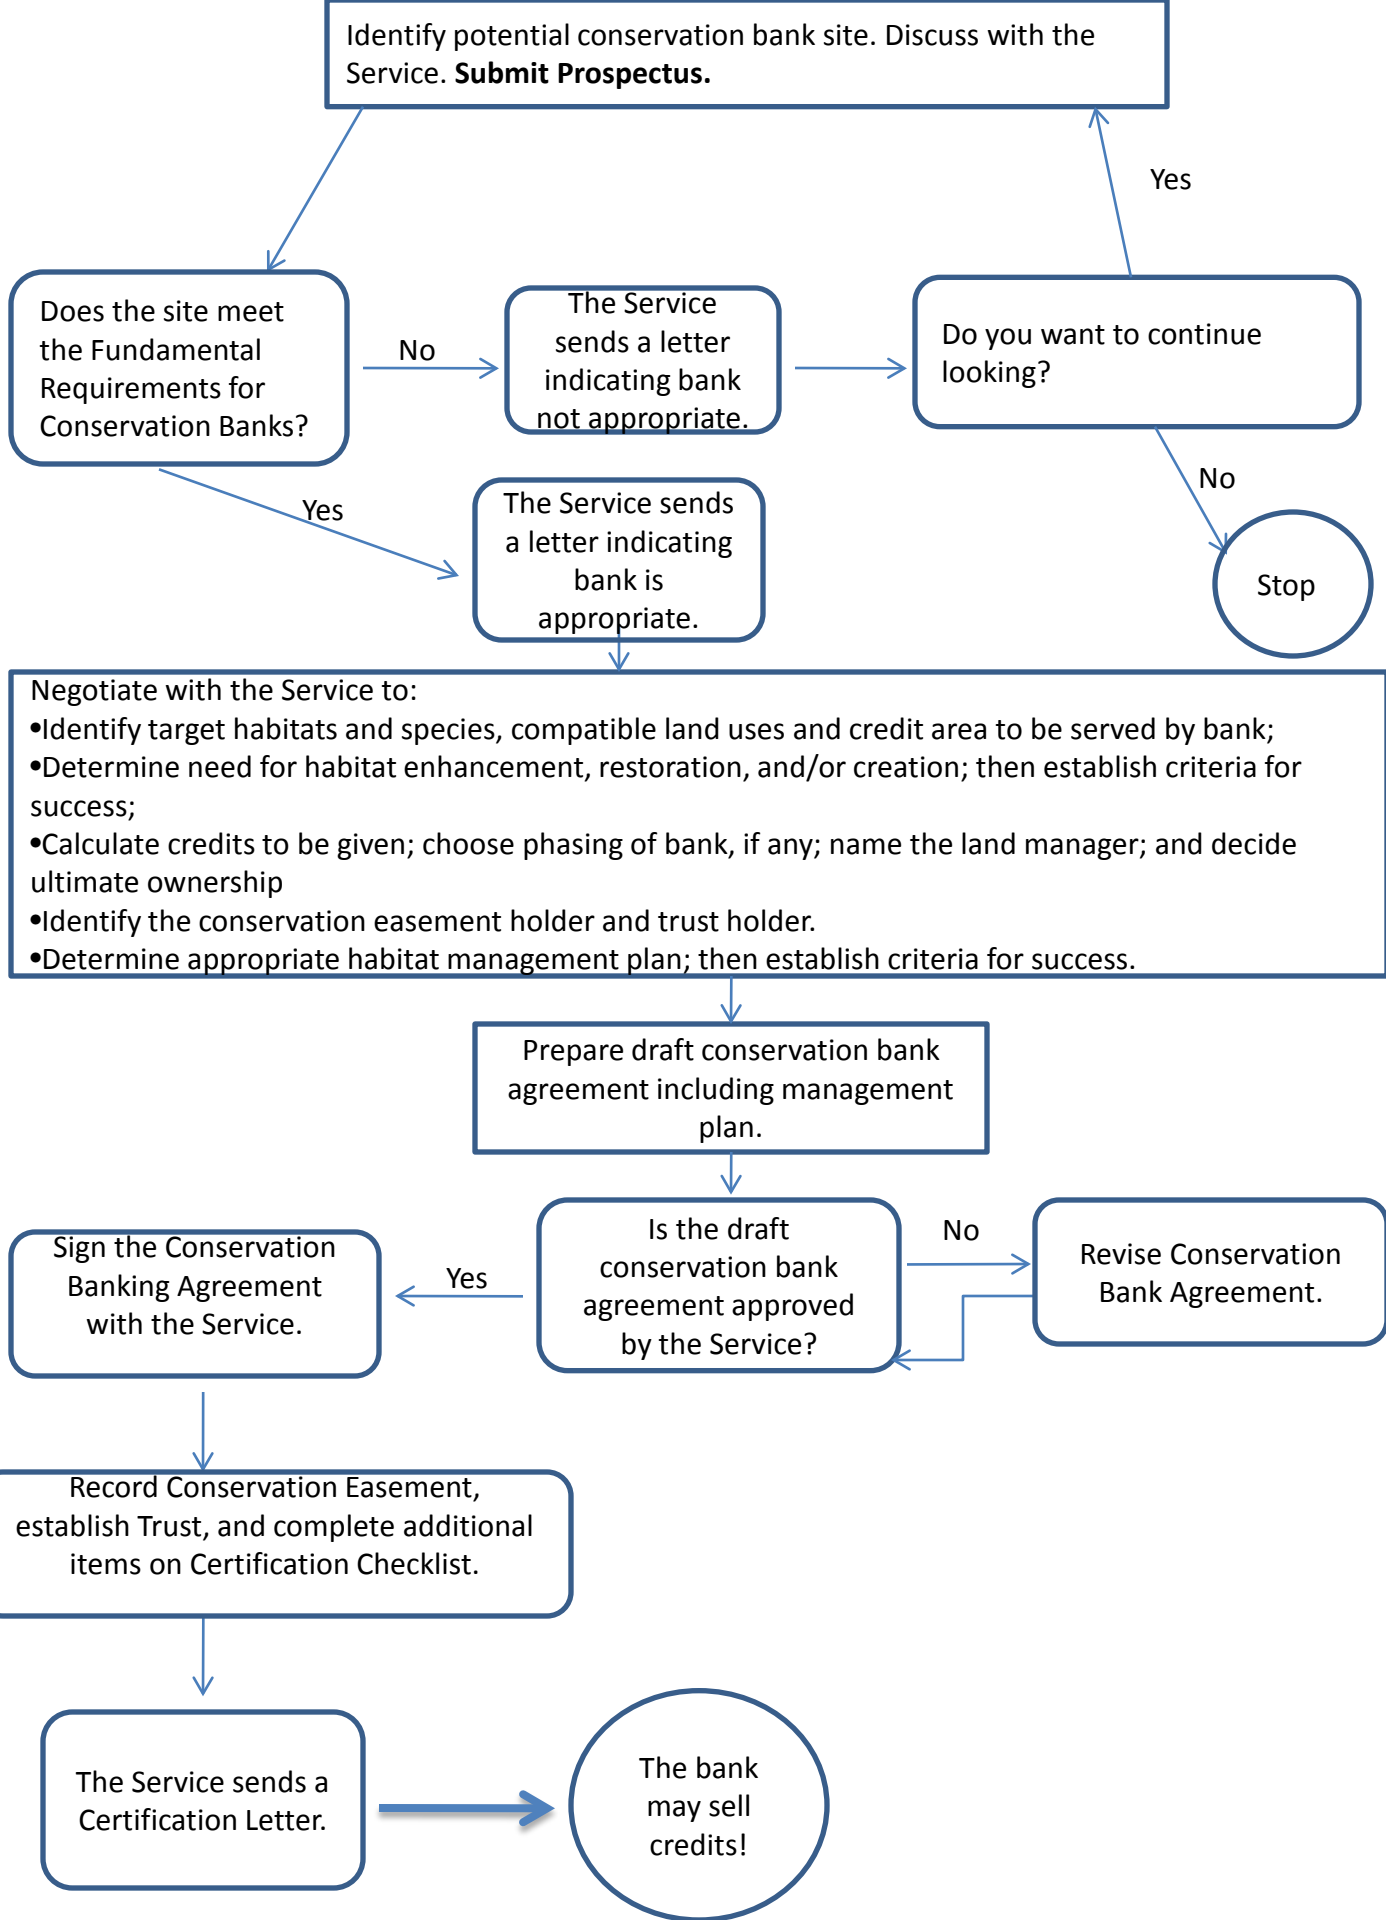 Identify potential conservation bank site. Discuss with the
Service. Submit Prospectus.
Yes
Does the site meet
the Fundamental
Requirements for
Conservation Banks?
No
The Service
sends a letter
indicating bank
not appropriate.
Do you want to continue
looking?
Yes
The Service sends
a letter indicating
bank is
appropriate.
No
Stop
Negotiate with the Service to:
•Identify target habitats and species, compatible land uses and credit area to be served by bank;
•Determine need for habitat enhancement, restoration, and/or creation; then establish criteria for
success;
•Calculate credits to be given; choose phasing of bank, if any; name the land manager; and decide
ultimate ownership
•Identify the conservation easement holder and trust holder.
•Determine appropriate habitat management plan; then establish criteria for success.
Prepare draft conservation bank
agreement including management
plan.
Sign the Conservation
Banking Agreement
with the Service.
Yes
Is the draft
conservation bank
agreement approved
by the Service?
No
Revise Conservation
Bank Agreement.
Record Conservation Easement,
establish Trust, and complete additional
items on Certification Checklist.
The Service sends a
Certification Letter.
The bank
may sell
credits!